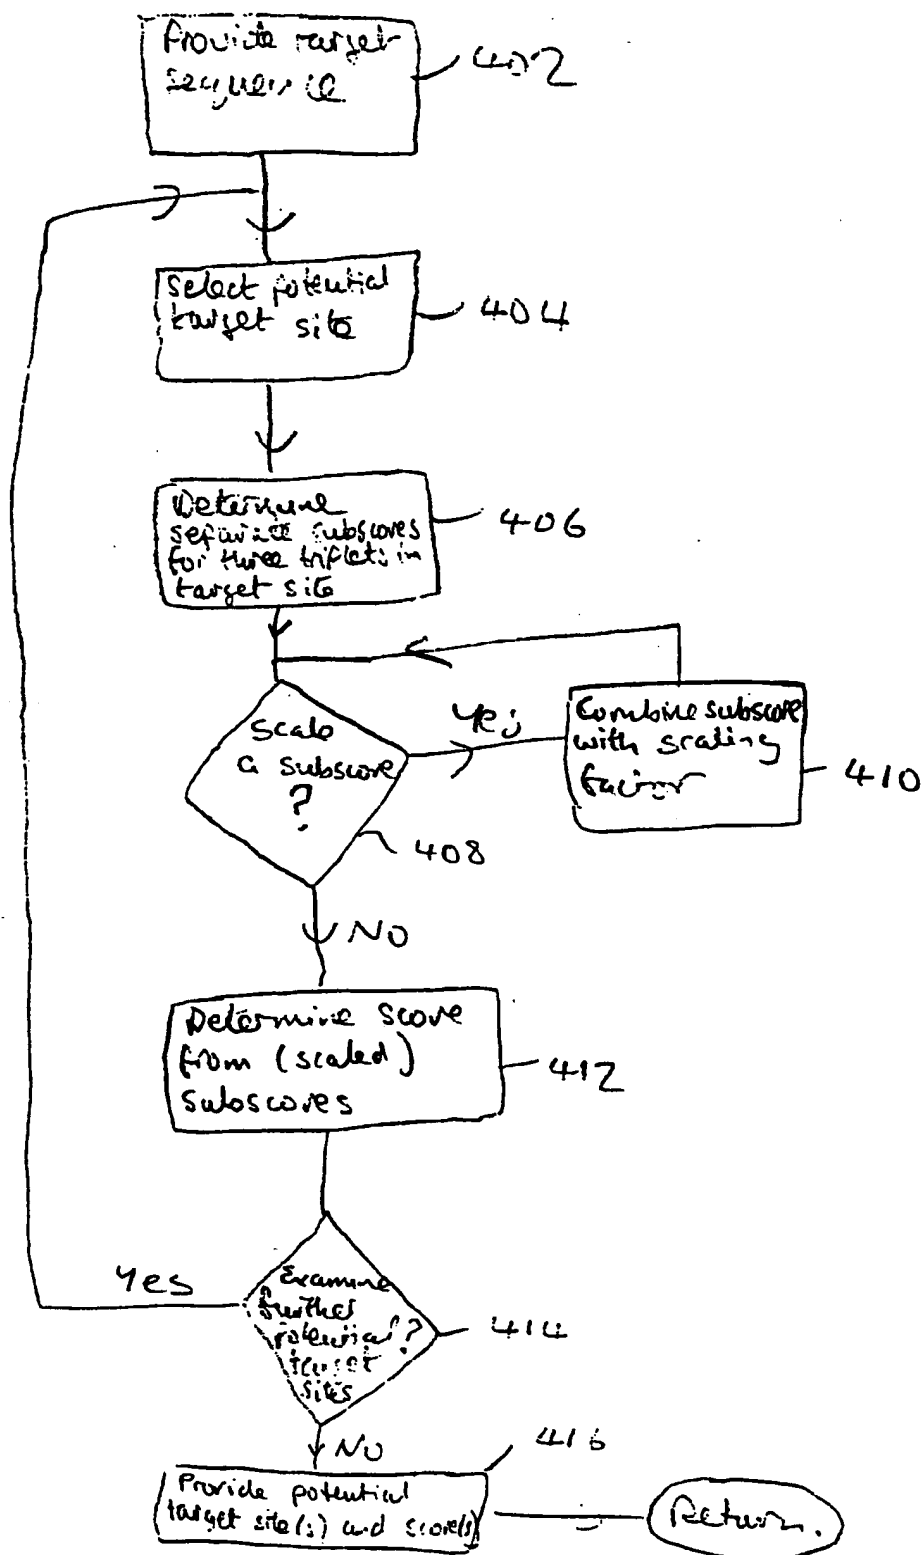 Provide target
sequence
402
Select potential
target site
404
Determine
separate subscores
for three triplets in
target site
406
Scale
a subscore
?
408
Yes
Combine subscore
with scaling
factor
410
No
Determine score
from (scaled)
subscores
412
Examine
further
potential ?
target
sites
414
Yes
No
416
Provide potential
target site(s) and score(s)
Return.